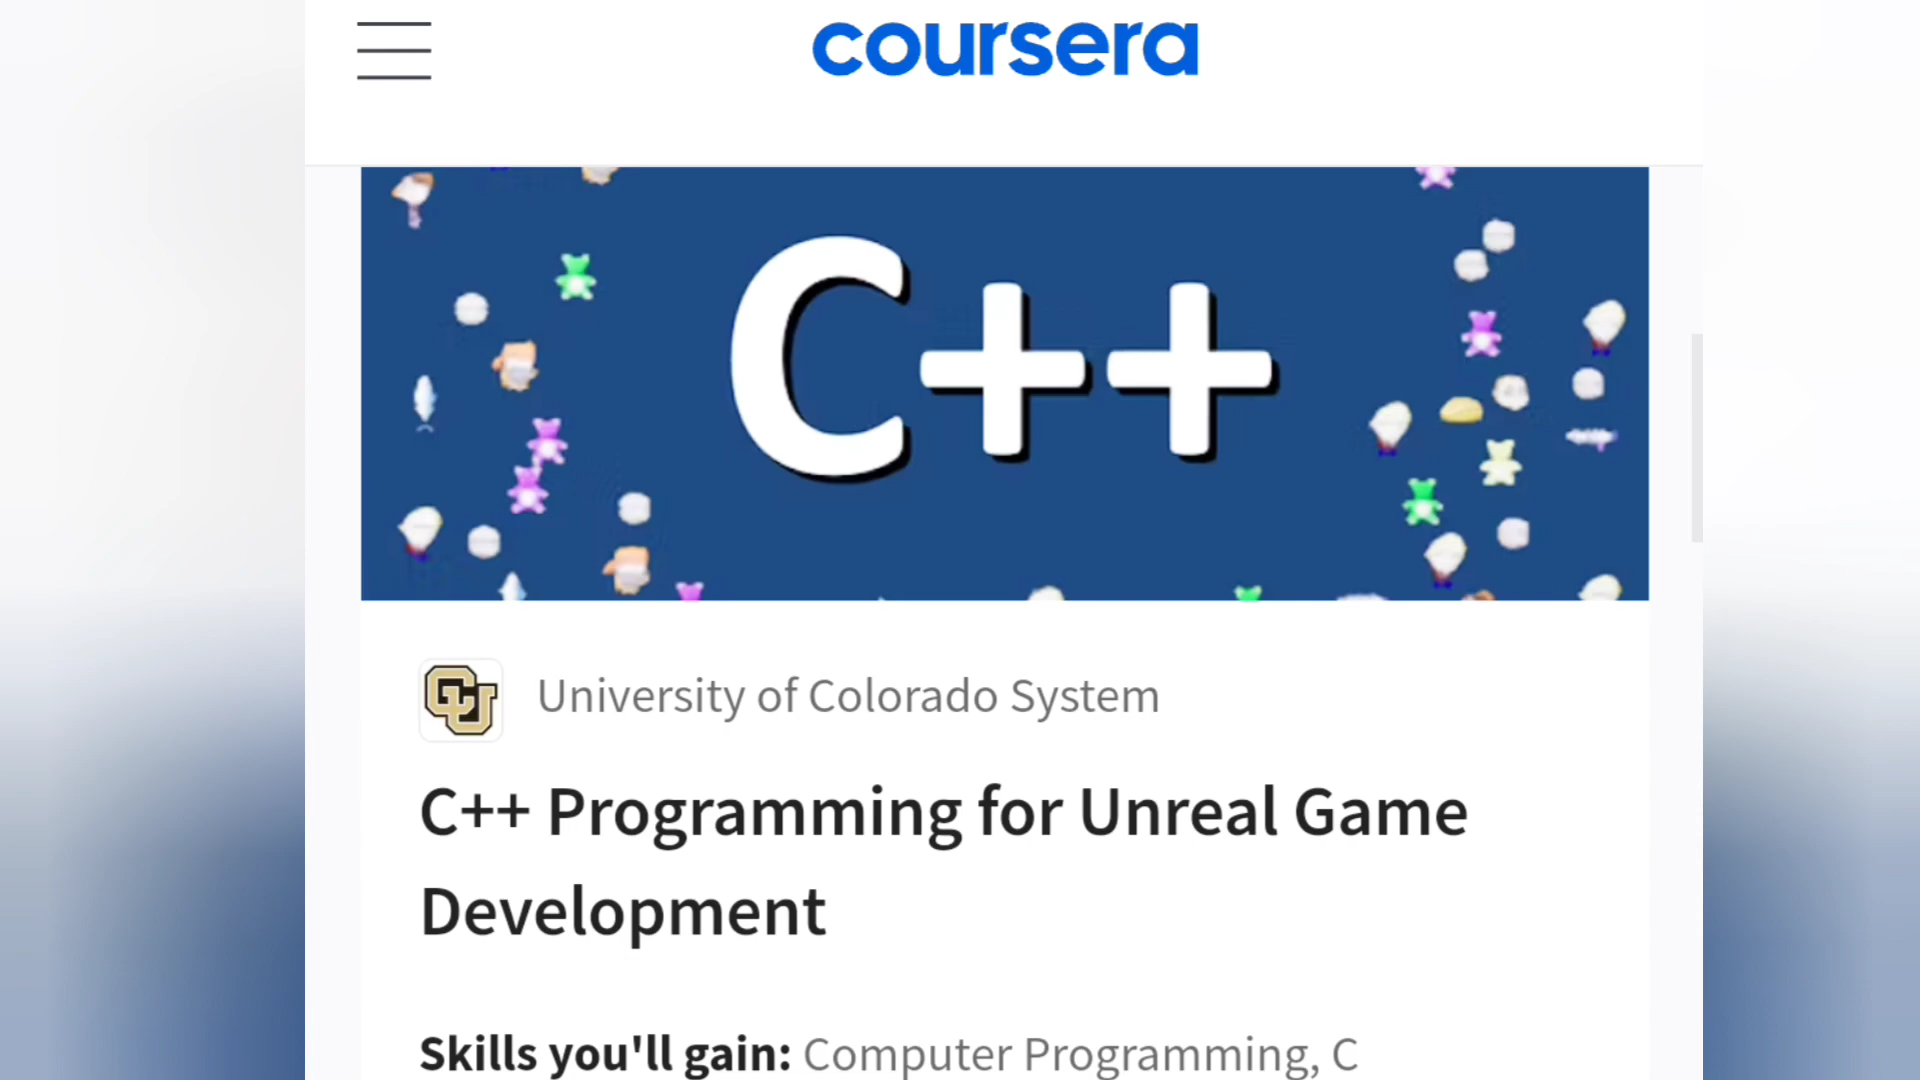 coursera
C++
University of Colorado System
C++ Programming for Unreal Game
Development
Skills you'll gain: Computer Programming, C